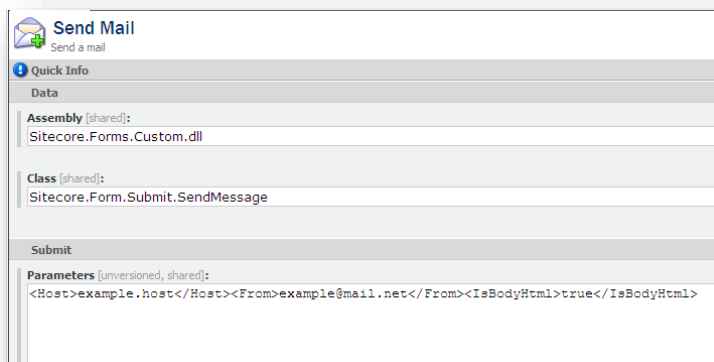 Send Mail
Send a mail
Quick Info
Data
Assembly [shared]:
Sitecore.Forms.Custom.dll
Class [shared]:
Sitecore.Form.Submit.SendMessage
Submit
Parameters [unversioned, shared]:
<Host>example.host</Host><From>example@mail.net</From><IsBodyHtml>true</IsBodyHtml>